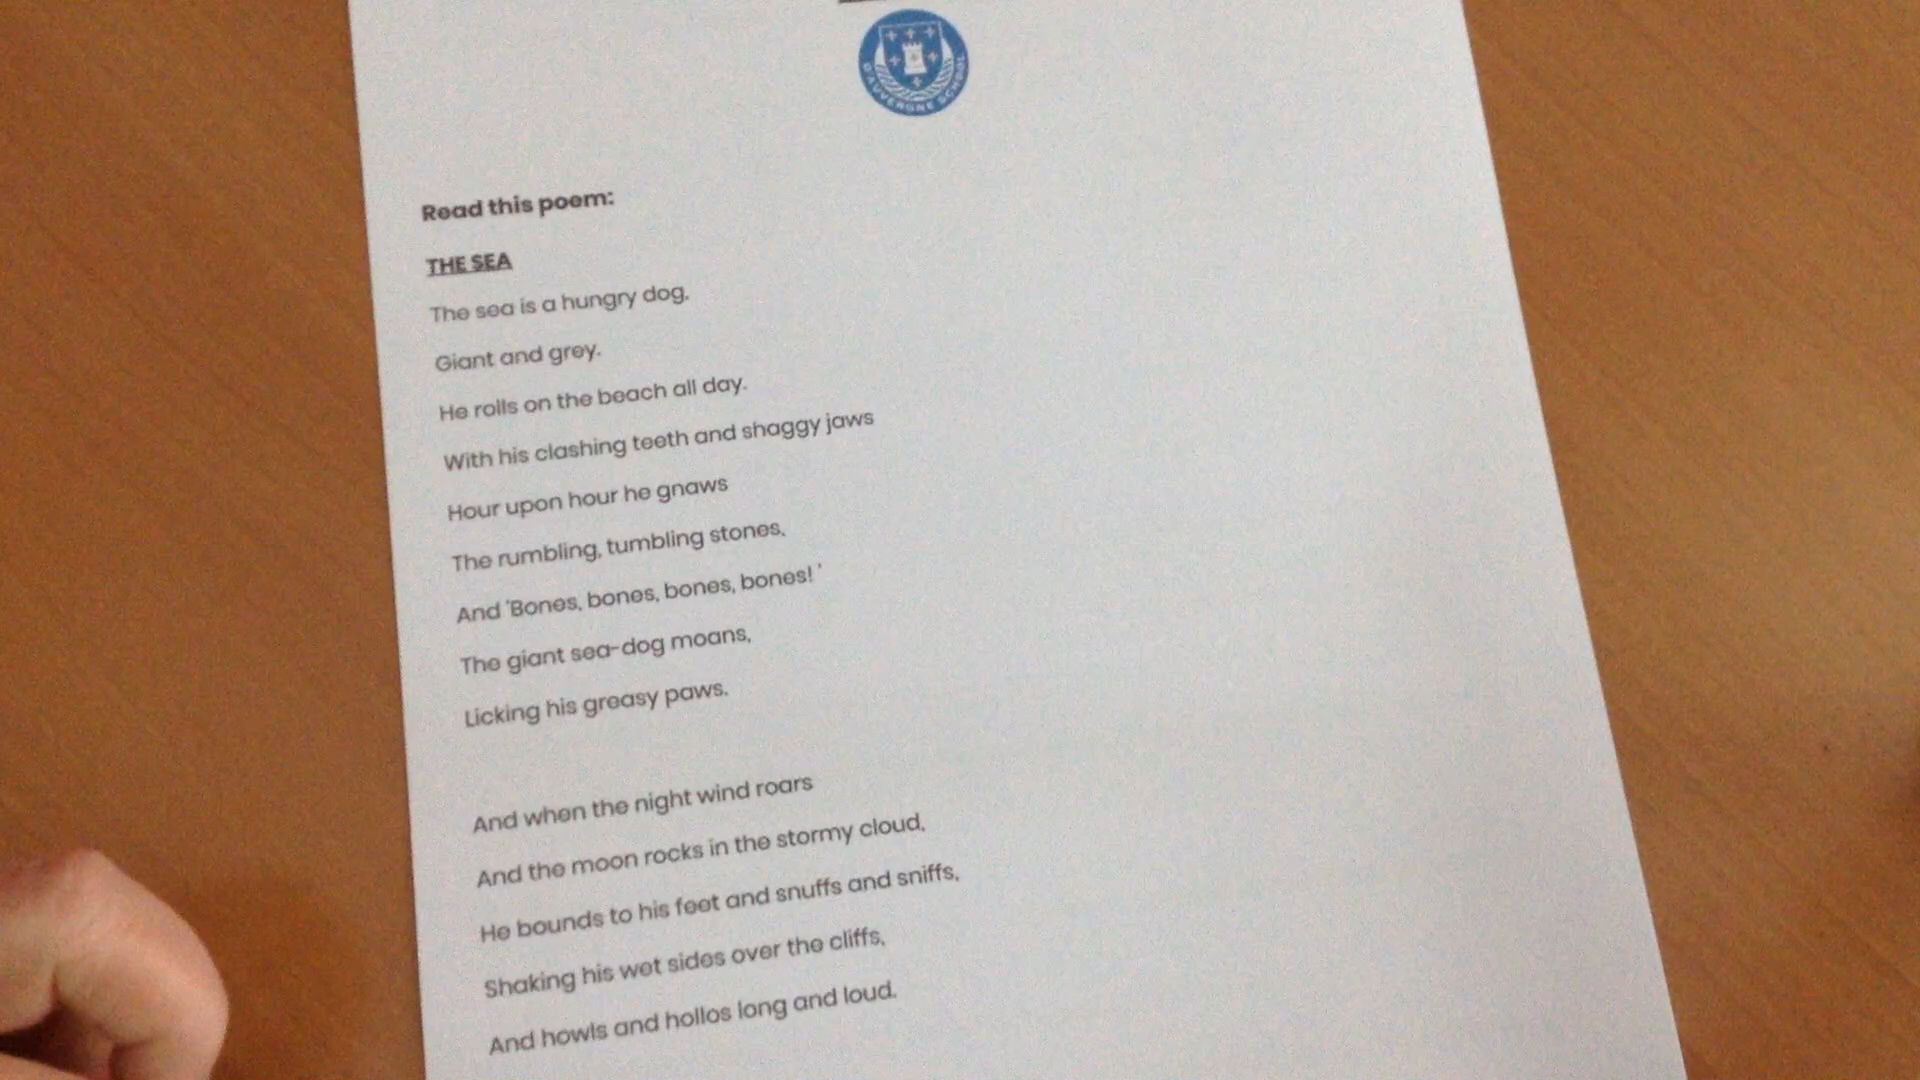 D'AUVERGNE SCHOOL
Read this poem:
THE SEA
The sea is a hungry dog,
Giant and grey.
He rolls on the beach all day.
With his clashing teeth and shaggy jaws
Hour upon hour he gnaws
The rumbling, tumbling stones,
And 'Bones, bones, bones, bones! '
The giant sea-dog moans,
Licking his greasy paws.
And when the night wind roars
And the moon rocks in the stormy cloud,
He bounds to his feet and snuffs and sniffs,
Shaking his wet sides over the cliffs,
And howls and hollos long and loud.